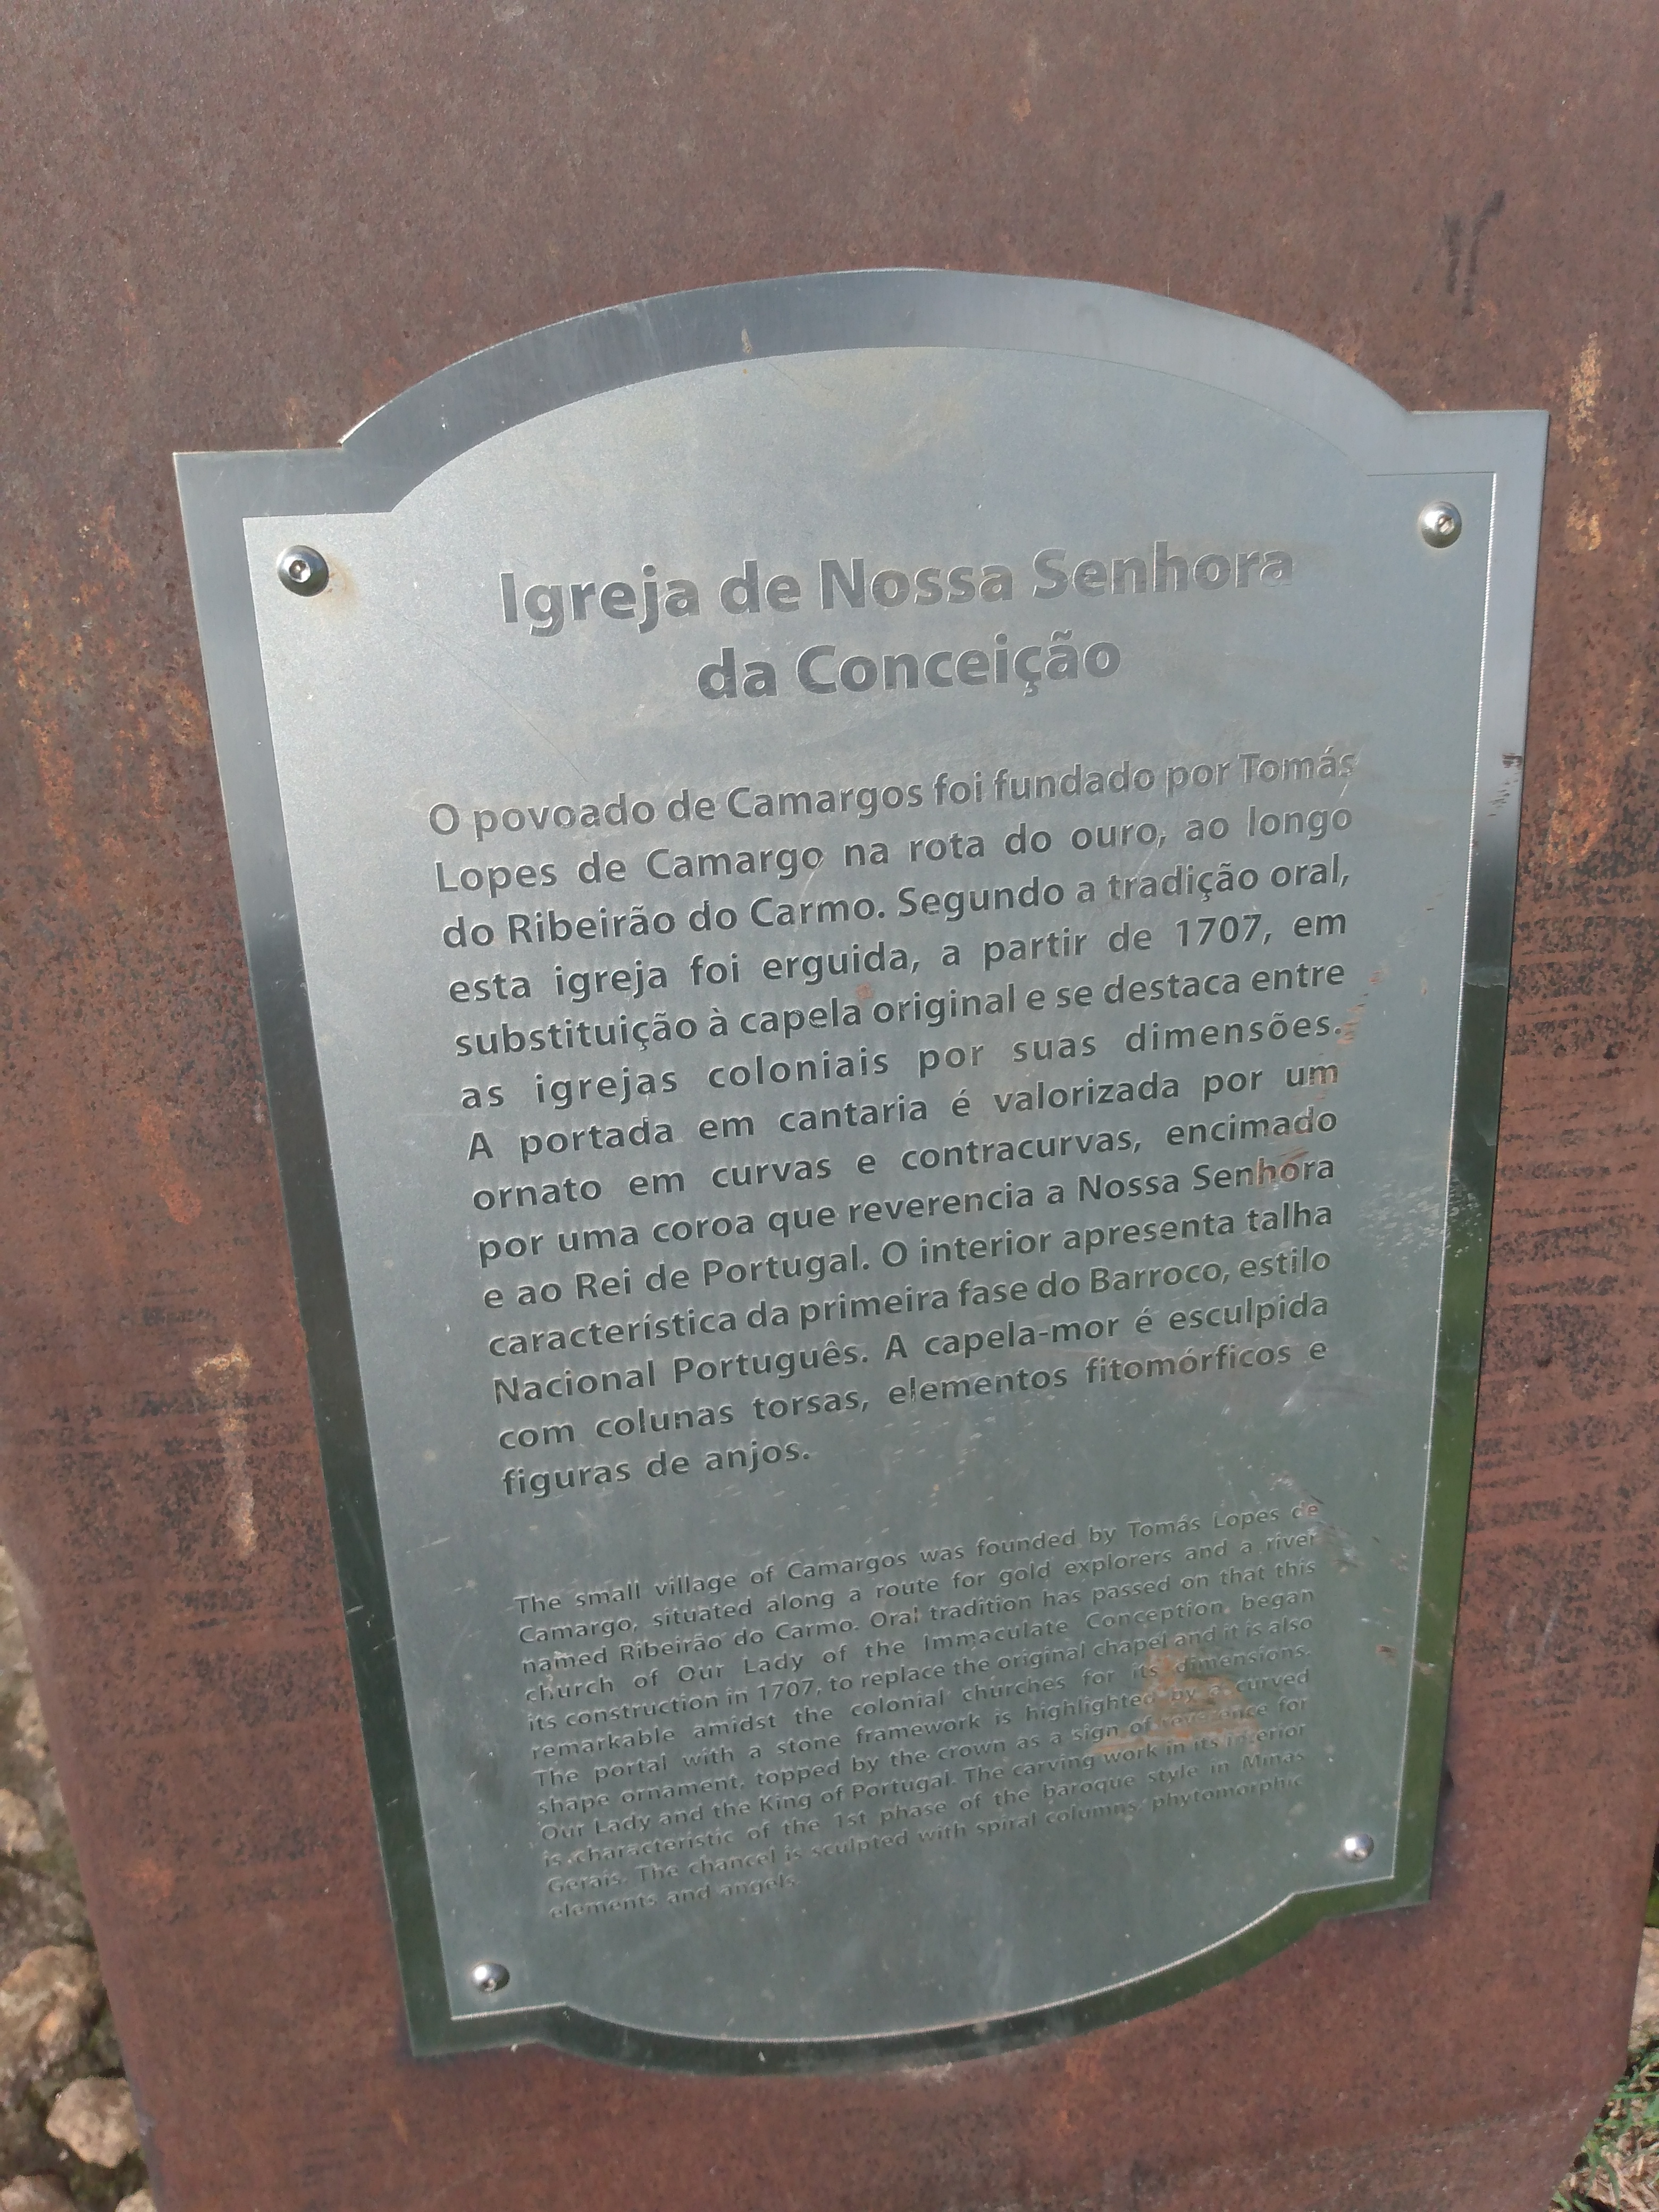 Igreja de Nossa Senhora
da Conceição
O povoado de Camargos foi fundado por Tomás
Lopes de Camargo na rota do ouro, ao longo
do Ribeirão do Carmo. Segundo a tradição oral,
esta igreja foi erguida, a partir de 1707, em
substituição à capela original e se destaca entre
as igrejas coloniais por suas dimensões.
A portada em cantaria é valorizada por um
ornato em curvas e contracurvas, encimado
por uma coroa que reverencia a Nossa Senhora
e ao Rei de Portugal. O interior apresenta talha
característica da primeira fase do Barroco, estilo
Nacional Português. A capela-mor é esculpida
com colunas torsas, elementos fitomórficos e
figuras de anjos.
The small village of Camargos was founded by Tomás Lopes de
Camargo, situated along a route for gold explorers and a river
named Ribeirão do Carmo. Oral tradition has passed on that this
church of Our Lady of the Immaculate Conception, began
its construction in 1707, to replace the original chapel and it is also
remarkable amidst the colonial churches for its dimensions.
The portal with a stone framework is highlighted by a curved
shape ornament, topped by the crown as a sign of reverence for
Our Lady and the King of Portugal. The carving work in its interior
is characteristic of the 1st phase of the baroque style in Minas
Gerais. The chancel is sculpted with spiral columns, phytomorphic
elements and angels.